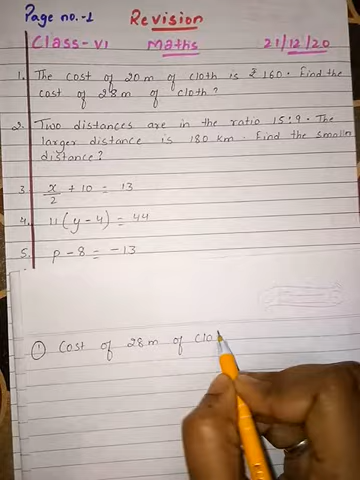 Page no.-1
Revision
Class-VI Maths 21/12/20
1. The cost of 20m of cloth is ₹160. Find the
cost of 28m of cloth?
2. Two distances are in the ratio 15:9. The
larger distance is 180 km. Find the smaller
distance?
3. x/2 + 10 = 13
4. 11(y-4) = 44
5. p-8 = -13
① Cost of 28m of clo